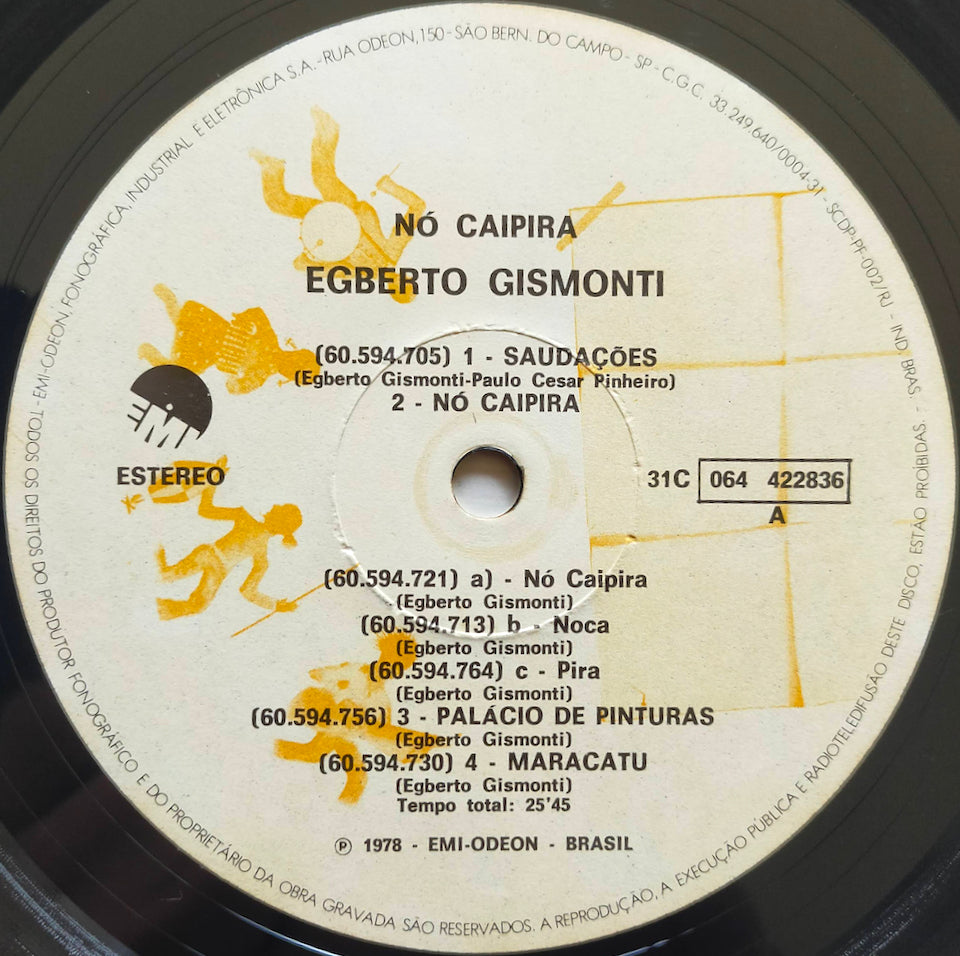 EMI-ODEON, FONOGRÁFICA, INDUSTRIAL E ELETRÔNICA S.A. - RUA ODEON, 150 - SÃO BERN. DO CAMPO - SP - C.G.C. 33.249.640/0004-31 - SCDP-PF-002/RJ - IND. BRAS.
NÓ CAIPIRA
EGBERTO GISMONTI
(60.594.705) 1 - SAUDAÇÕES
(Egberto Gismonti-Paulo Cesar Pinheiro)
2 - NÓ CAIPIRA
EMI
ESTEREO
31C 064 422836
A
(60.594.721) a) - Nó Caipira
(Egberto Gismonti)
(60.594.713) b - Noca
(Egberto Gismonti)
(60.594.764) c - Pira
(Egberto Gismonti)
(60.594.756) 3 - PALÁCIO DE PINTURAS
(Egberto Gismonti)
(60.594.730) 4 - MARACATU
(Egberto Gismonti)
Tempo total: 25'45
℗ 1978 - EMI-ODEON - BRASIL
TODOS OS DIREITOS DO PRODUTOR FONOGRÁFICO E DO PROPRIETÁRIO DA OBRA GRAVADA SÃO RESERVADOS. A REPRODUÇÃO, A EXECUÇÃO PÚBLICA E RADIOTELEDIFUSÃO DESTE DISCO, ESTÃO PROIBIDAS. -